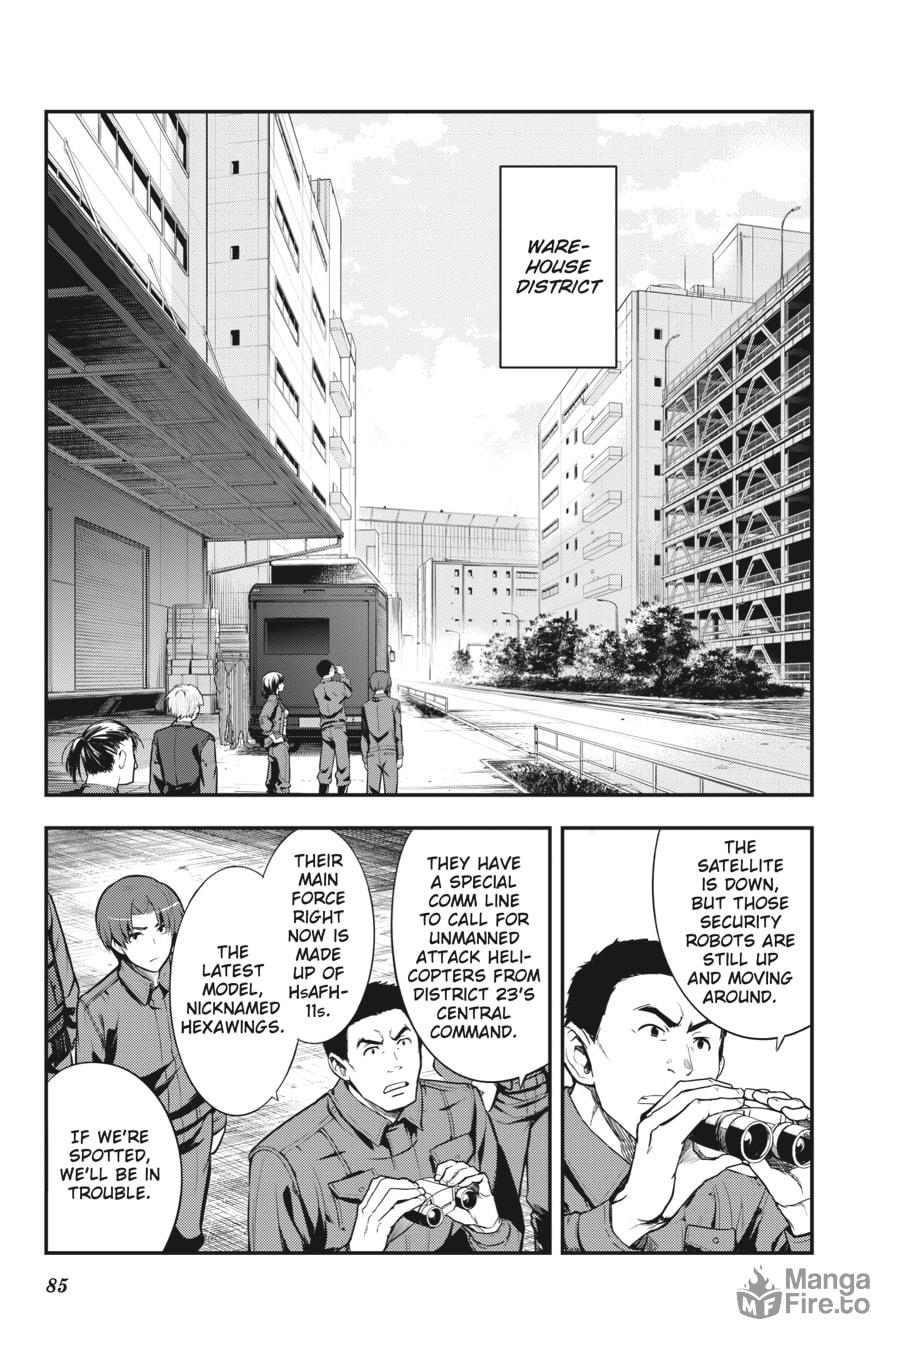 WARE-
HOUSE
DISTRICT
THE
SATELLITE
IS DOWN,
BUT THOSE
SECURITY
ROBOTS ARE
STILL UP
AND MOVING
AROUND.
THEY HAVE
A SPECIAL
COMM LINE
TO CALL FOR
UNMANNED
ATTACK HELI-
COPTERS FROM
DISTRICT 23'S
CENTRAL
COMMAND.
THEIR
MAIN
FORCE
RIGHT
NOW IS
MADE
UP OF
HsAFH-
11s.
THE
LATEST
MODEL,
NICKNAMED
HEXAWINGS.
IF WE'RE
SPOTTED,
WE'LL BE IN
TROUBLE.
85
MF
Manga
Fire.to